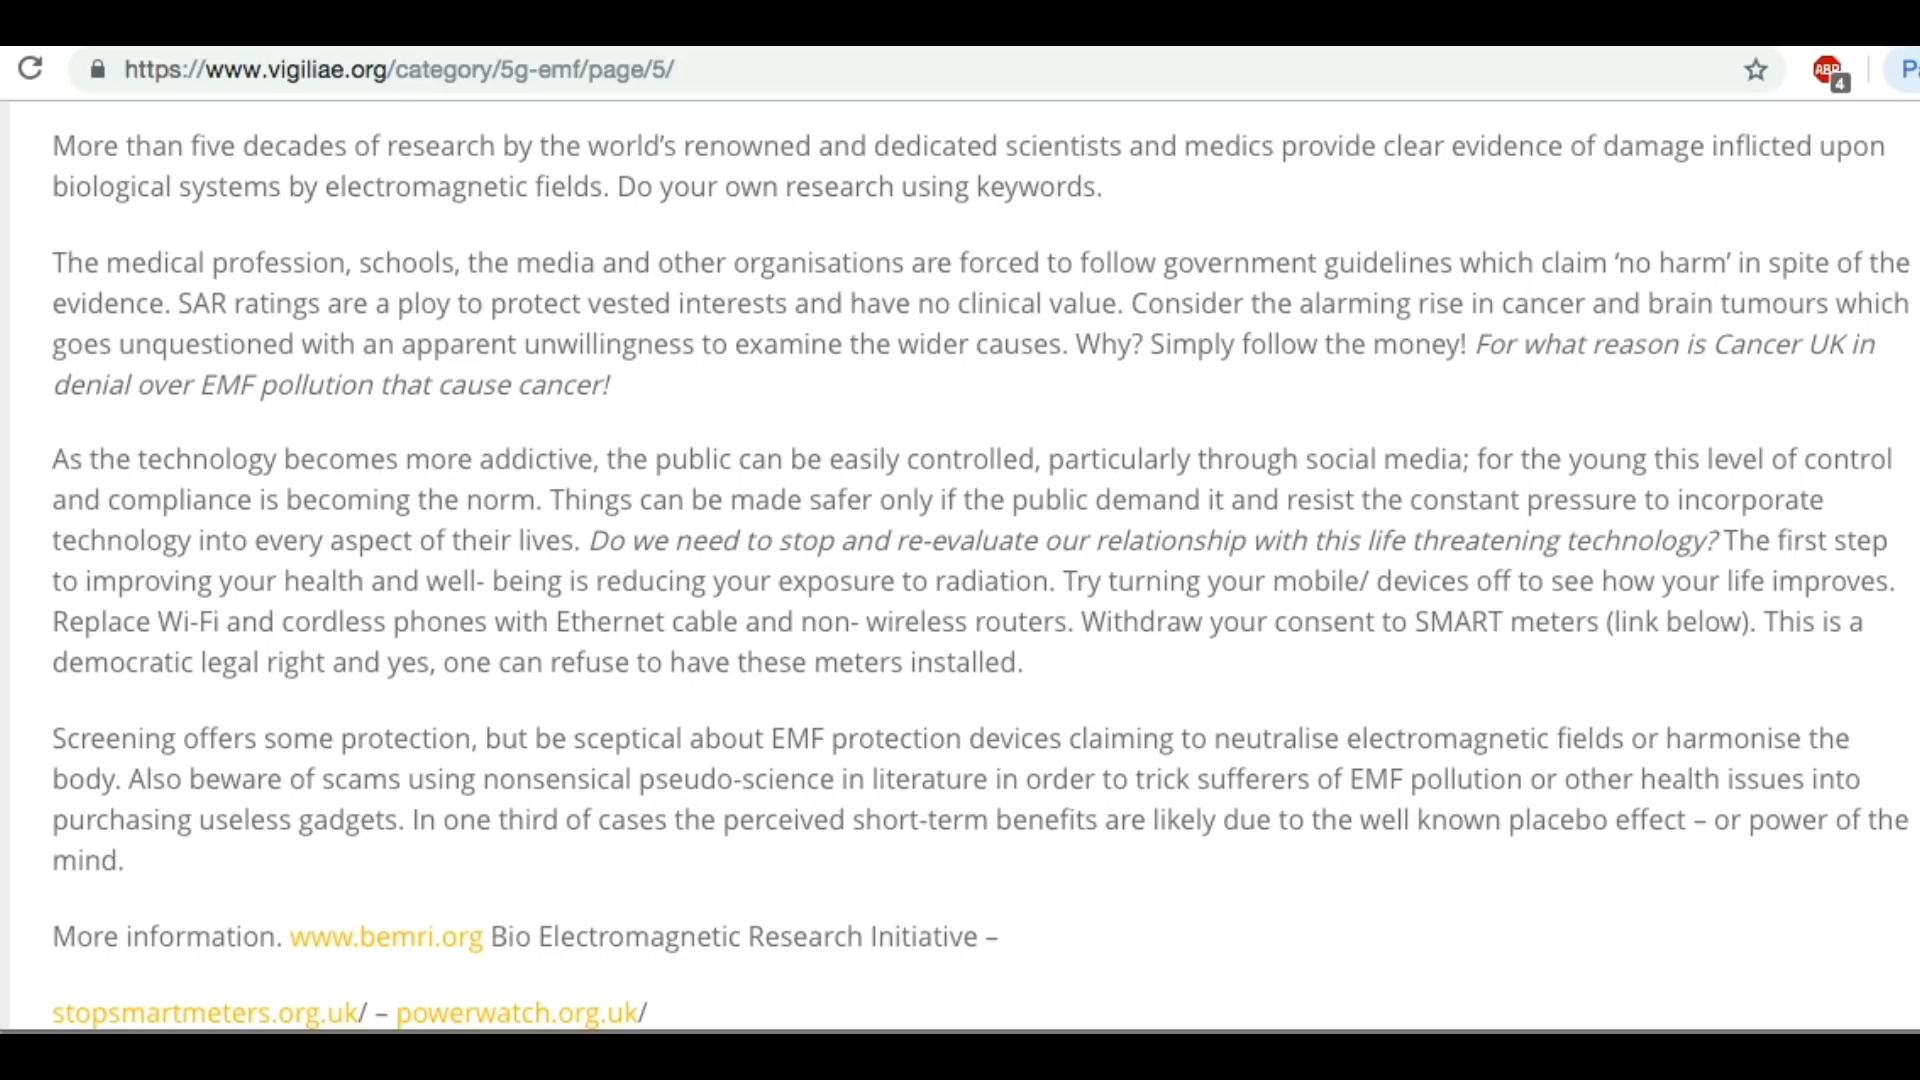 https://www.vigiliae.org/category/5g-emf/page/5/
ABP
4
More than five decades of research by the world’s renowned and dedicated scientists and medics provide clear evidence of damage inflicted upon
biological systems by electromagnetic fields. Do your own research using keywords.
The medical profession, schools, the media and other organisations are forced to follow government guidelines which claim ‘no harm’ in spite of the
evidence. SAR ratings are a ploy to protect vested interests and have no clinical value. Consider the alarming rise in cancer and brain tumours which
goes unquestioned with an apparent unwillingness to examine the wider causes. Why? Simply follow the money! For what reason is Cancer UK in
denial over EMF pollution that cause cancer!
As the technology becomes more addictive, the public can be easily controlled, particularly through social media; for the young this level of control
and compliance is becoming the norm. Things can be made safer only if the public demand it and resist the constant pressure to incorporate
technology into every aspect of their lives. Do we need to stop and re-evaluate our relationship with this life threatening technology? The first step
to improving your health and well- being is reducing your exposure to radiation. Try turning your mobile/ devices off to see how your life improves.
Replace Wi-Fi and cordless phones with Ethernet cable and non- wireless routers. Withdraw your consent to SMART meters (link below). This is a
democratic legal right and yes, one can refuse to have these meters installed.
Screening offers some protection, but be sceptical about EMF protection devices claiming to neutralise electromagnetic fields or harmonise the
body. Also beware of scams using nonsensical pseudo-science in literature in order to trick sufferers of EMF pollution or other health issues into
purchasing useless gadgets. In one third of cases the perceived short-term benefits are likely due to the well known placebo effect – or power of the
mind.
More information. www.bemri.org Bio Electromagnetic Research Initiative –
stopsmartmeters.org.uk/ – powerwatch.org.uk/